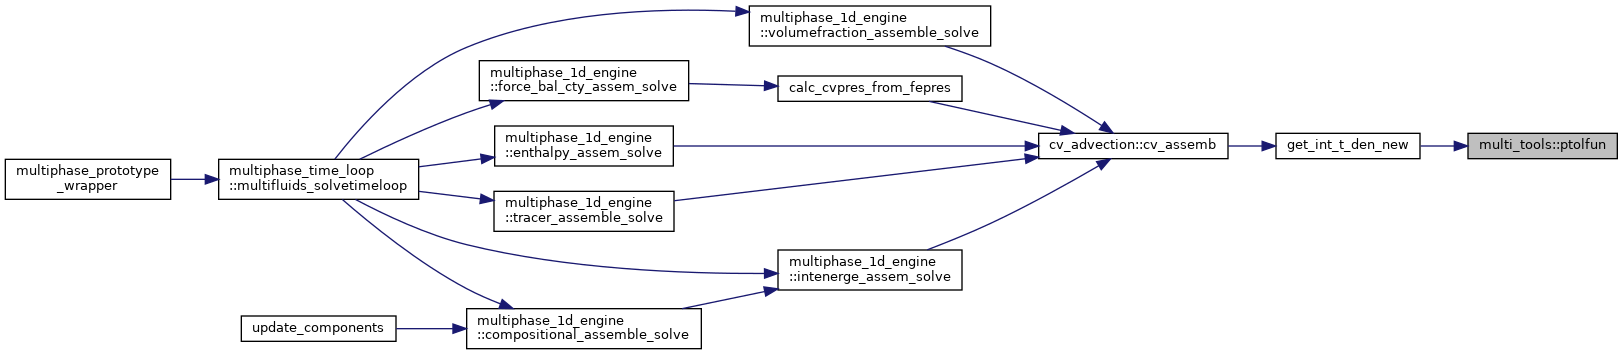 multiphase_1d_engine
::volumefraction_assemble_solve
multiphase_1d_engine
::force_bal_cty_assem_solve
calc_cvpres_from_fepres
multiphase_1d_engine
::enthalpy_assem_solve
cv_advection::cv_assemb
get_int_t_den_new
multi_tools::ptolfun
multiphase_prototype
_wrapper
multiphase_time_loop
::multifluids_solvetimeloop
multiphase_1d_engine
::tracer_assemble_solve
multiphase_1d_engine
::intenerge_assem_solve
update_components
multiphase_1d_engine
::compositional_assemble_solve